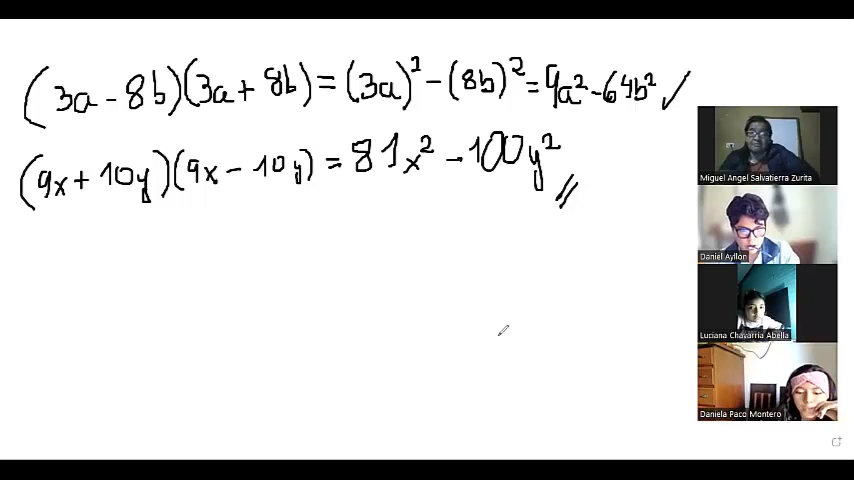 (3a - 8b)(3a + 8b) = (3a)² - (8b)² = 9a² - 64b² ✓
(9x + 10y)(9x - 10y) = 81x² - 100y² //
Miguel Angel Salvatierra Zurita
Daniel Ayllon
Luciana Chavarria Abella
Daniela Paco Montero